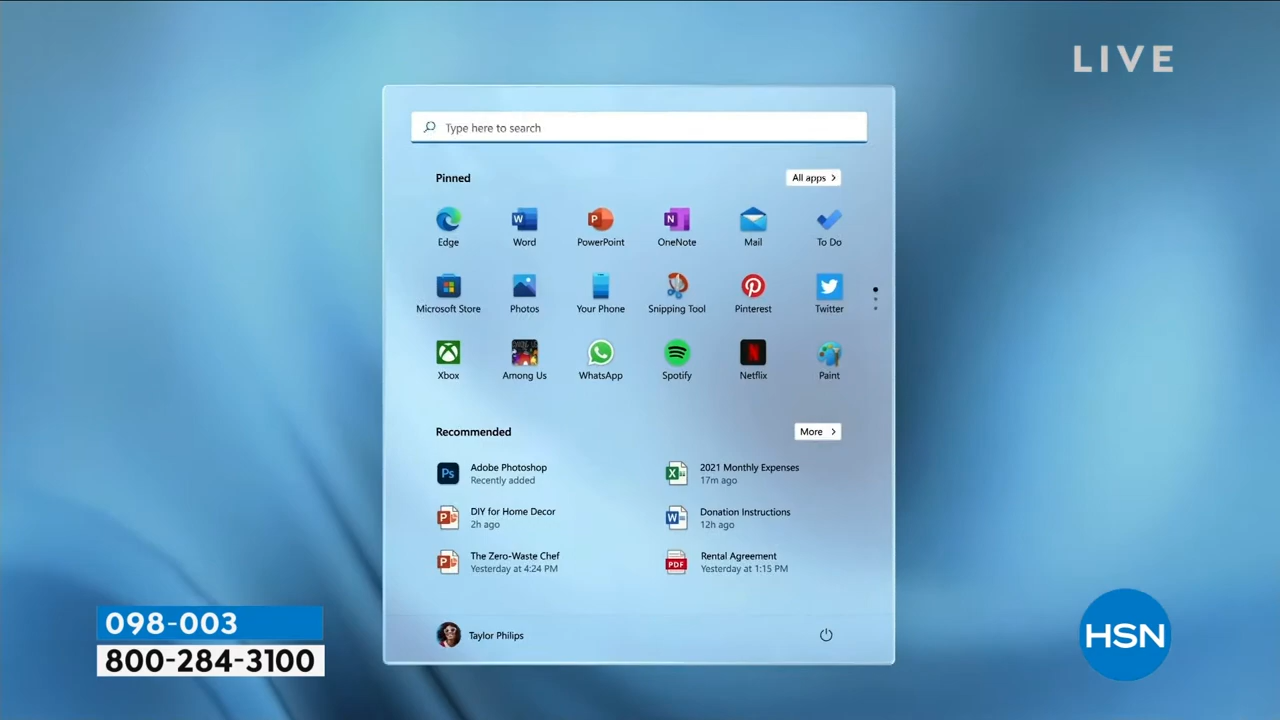 LIVE
Type here to search
Pinned
All apps >
Edge
Word
PowerPoint
OneNote
Mail
To Do
Microsoft Store
Photos
Your Phone
Snipping Tool
Pinterest
Twitter
Xbox
Among Us
WhatsApp
Spotify
Netflix
Paint
Recommended
More >
Ps
Adobe Photoshop
Recently added
2021 Monthly Expenses
17m ago
DIY for Home Decor
2h ago
Donation Instructions
12h ago
The Zero-Waste Chef
Yesterday at 4:24 PM
PDF
Rental Agreement
Yesterday at 1:15 PM
Taylor Philips
098-003
800-284-3100
HSN